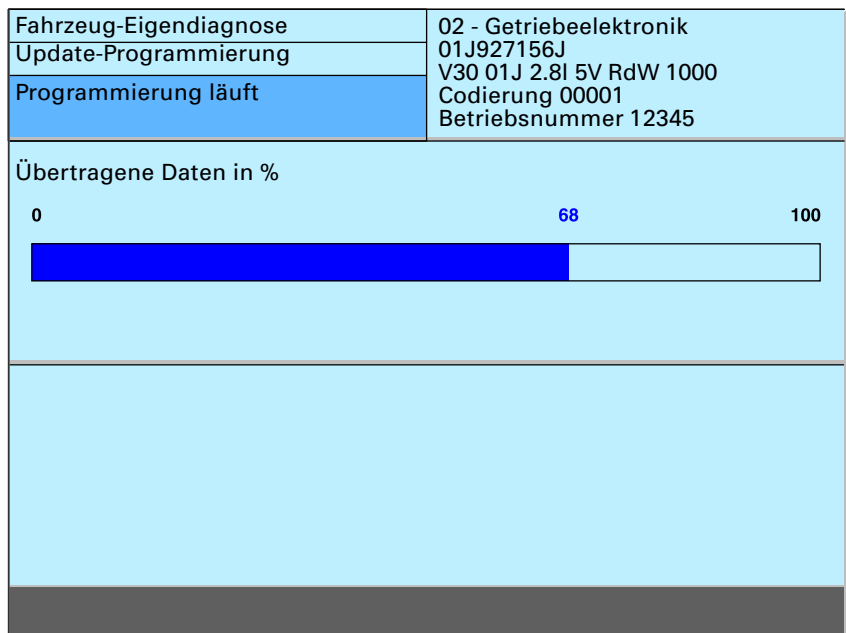 Fahrzeug-Eigendiagnose
Update-Programmierung
Programmierung läuft
02 - Getriebeelektronik
01J927156J
V30 01J 2.8l 5V RdW 1000
Codierung 00001
Betriebsnummer 12345
Übertragene Daten in %
0 68 100